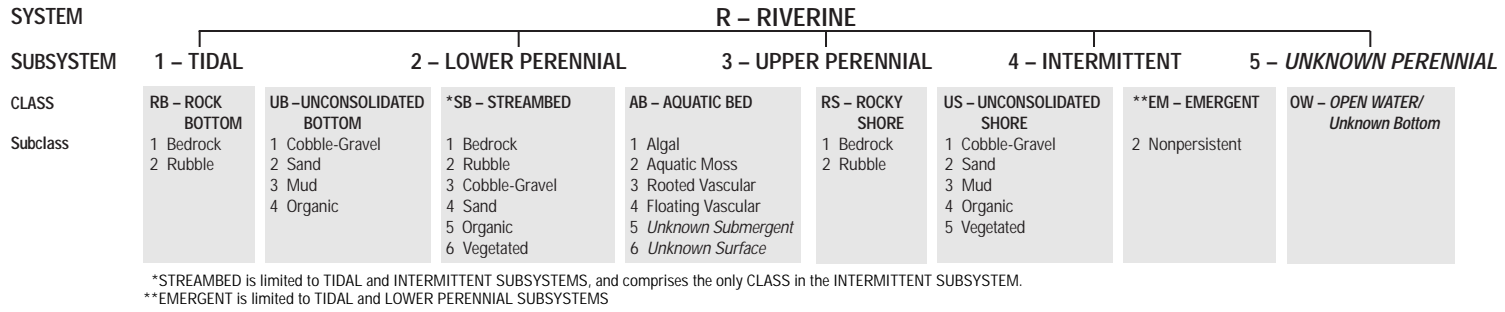 SYSTEM R – RIVERINE
SUBSYSTEM 1 – TIDAL 2 – LOWER PERENNIAL 3 – UPPER PERENNIAL 4 – INTERMITTENT 5 – UNKNOWN PERENNIAL
CLASS
Subclass
RB – ROCK
BOTTOM
1 Bedrock
2 Rubble
UB –UNCONSOLIDATED
BOTTOM
1 Cobble-Gravel
2 Sand
3 Mud
4 Organic
*SB – STREAMBED
1 Bedrock
2 Rubble
3 Cobble-Gravel
4 Sand
5 Organic
6 Vegetated
AB – AQUATIC BED
1 Algal
2 Aquatic Moss
3 Rooted Vascular
4 Floating Vascular
5 Unknown Submergent
6 Unknown Surface
RS – ROCKY
SHORE
1 Bedrock
2 Rubble
US – UNCONSOLIDATED
SHORE
1 Cobble-Gravel
2 Sand
3 Mud
4 Organic
5 Vegetated
**EM – EMERGENT
2 Nonpersistent
OW – OPEN WATER/
Unknown Bottom
*STREAMBED is limited to TIDAL and INTERMITTENT SUBSYSTEMS, and comprises the only CLASS in the INTERMITTENT SUBSYSTEM.
**EMERGENT is limited to TIDAL and LOWER PERENNIAL SUBSYSTEMS